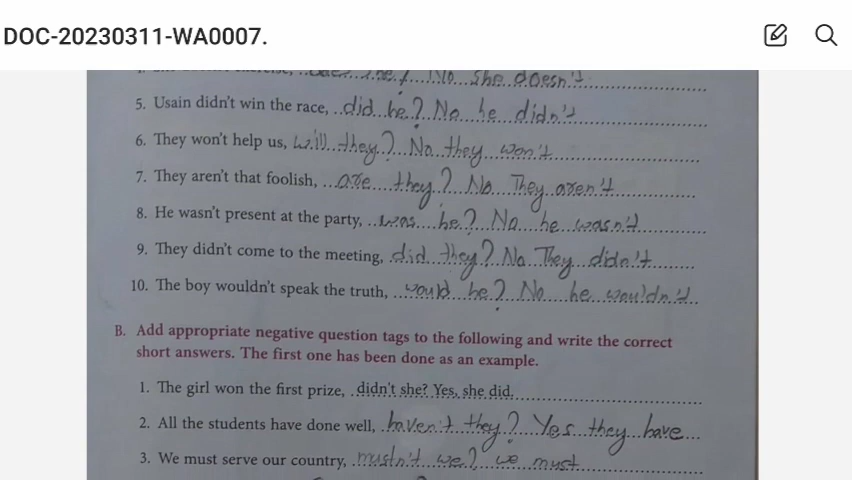 DOC-20230311-WA0007.
she? No she doesn't
5. Usain didn't win the race, did he? No he didn't
6. They won't help us, will they? No they won't
7. They aren't that foolish, are they? No They aren't
8. He wasn't present at the party, was he? No he wasn't
9. They didn't come to the meeting, did they? No They didn't
10. The boy wouldn't speak the truth, would he? No he wouldn't
B. Add appropriate negative question tags to the following and write the correct
short answers. The first one has been done as an example.
1. The girl won the first prize, didn't she? Yes, she did.
2. All the students have done well, haven't they? Yes they have
3. We must serve our country, mustn't we? we must